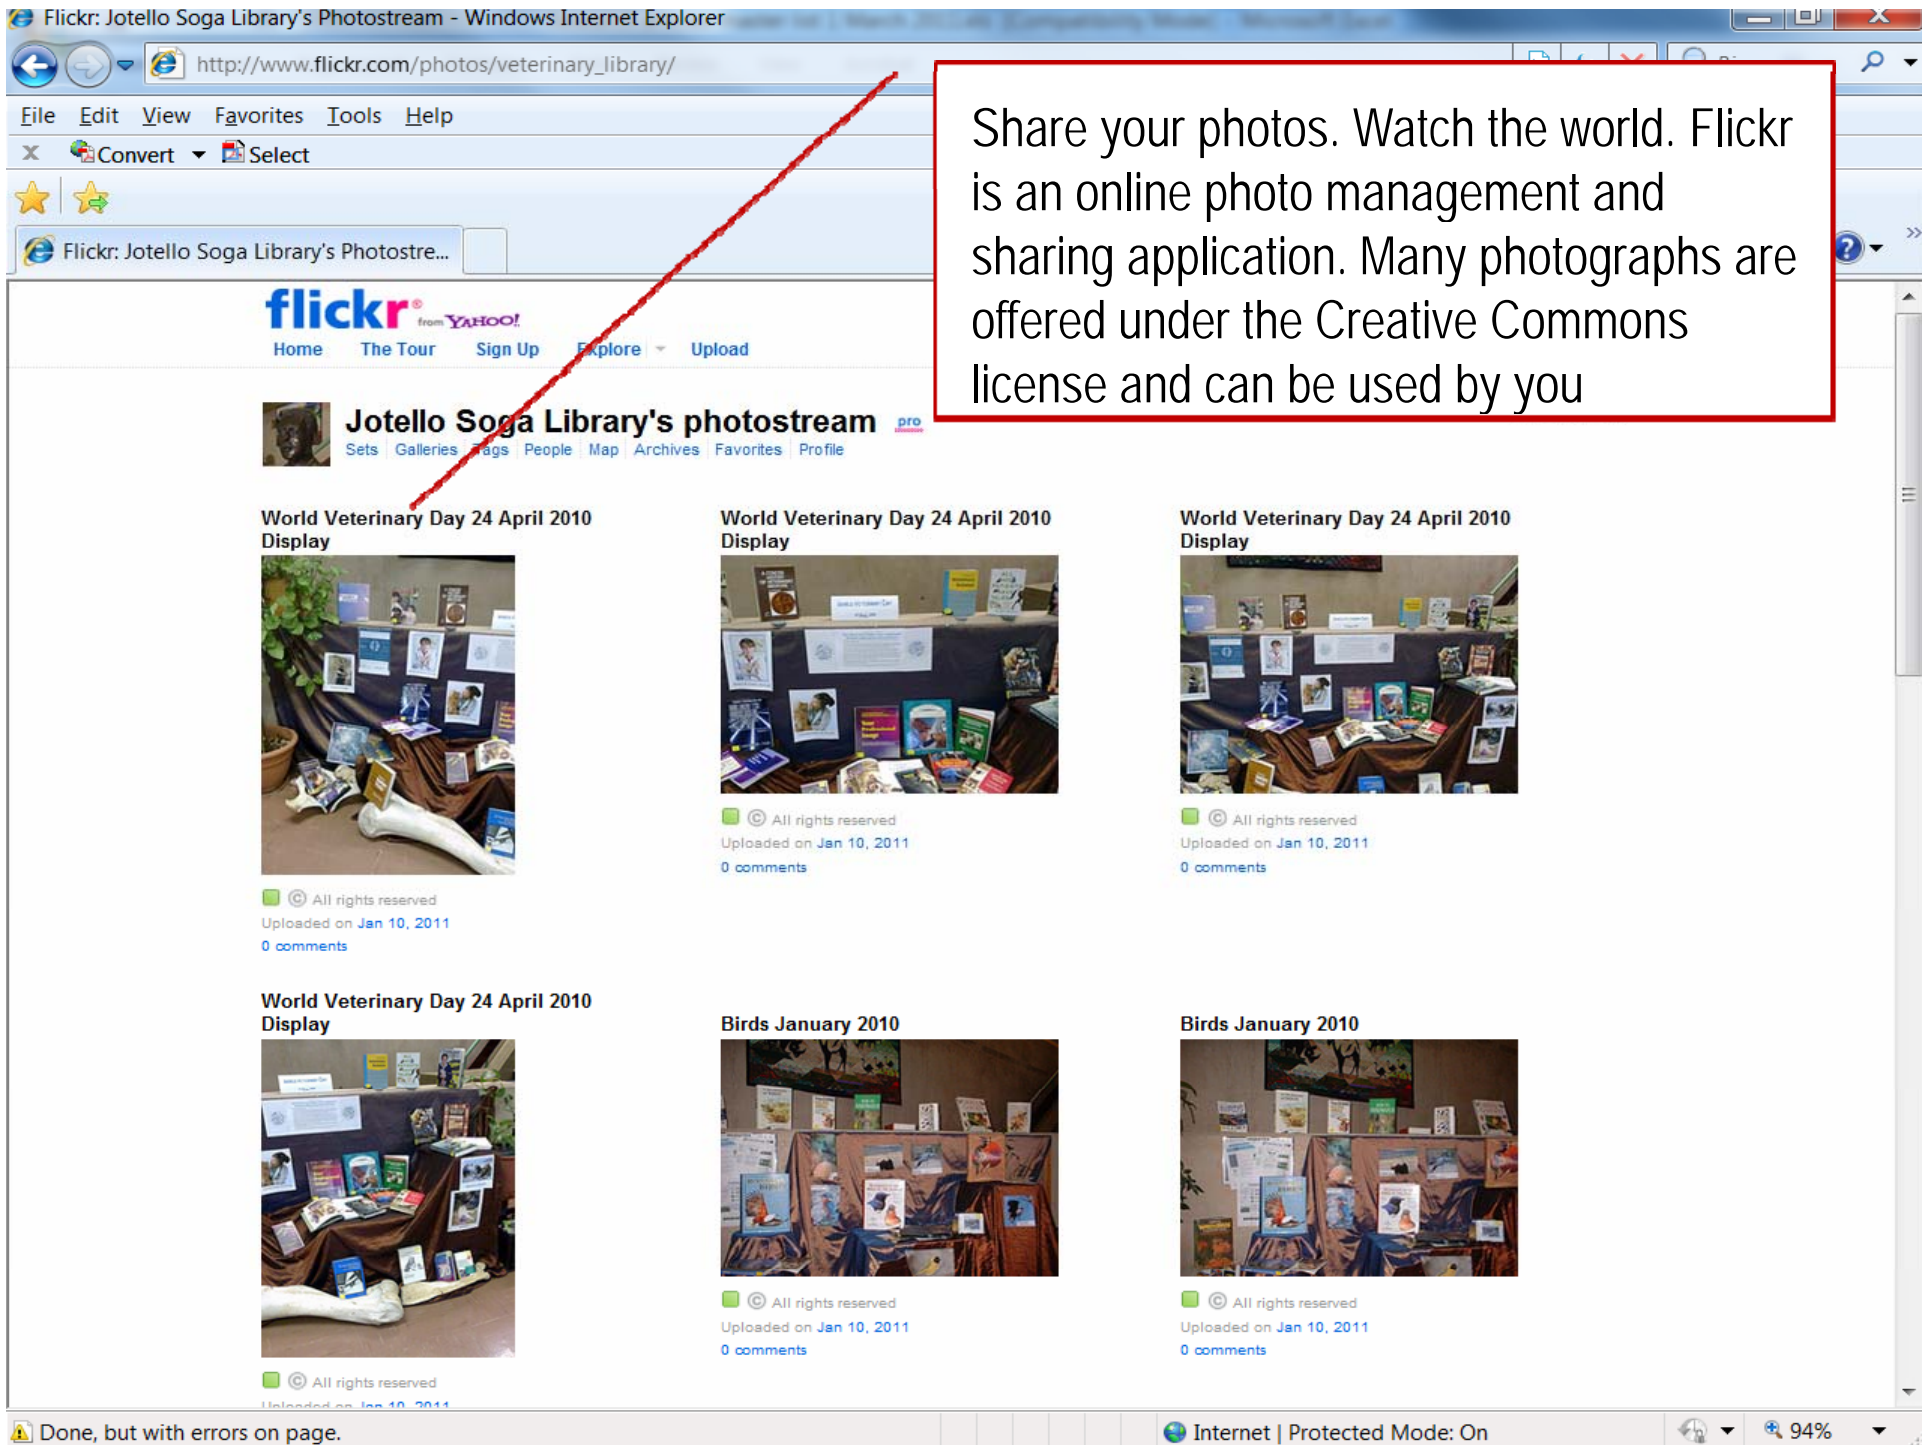 Flickr: Jotello Soga Library's Photostream - Windows Internet Explorer
http://www.flickr.com/photos/veterinary_library/
File Edit View Favorites Tools Help
x Convert Select
Flickr: Jotello Soga Library's Photostre...
Share your photos. Watch the world. Flickr
is an online photo management and
sharing application. Many photographs are
offered under the Creative Commons
license and can be used by you
flickr® from YAHOO!
Home The Tour Sign Up Explore Upload
Jotello Soga Library's photostream pro
Sets Galleries Tags People Map Archives Favorites Profile
World Veterinary Day 24 April 2010
Display
World Veterinary Day 24 April 2010
Display
World Veterinary Day 24 April 2010
Display
© All rights reserved
Uploaded on Jan 10, 2011
0 comments
© All rights reserved
Uploaded on Jan 10, 2011
0 comments
© All rights reserved
Uploaded on Jan 10, 2011
0 comments
World Veterinary Day 24 April 2010
Display
Birds January 2010
Birds January 2010
© All rights reserved
Uploaded on Jan 10, 2011
0 comments
© All rights reserved
Uploaded on Jan 10, 2011
0 comments
© All rights reserved
Uploaded on Jan 10, 2011
Done, but with errors on page.
Internet | Protected Mode: On
94%